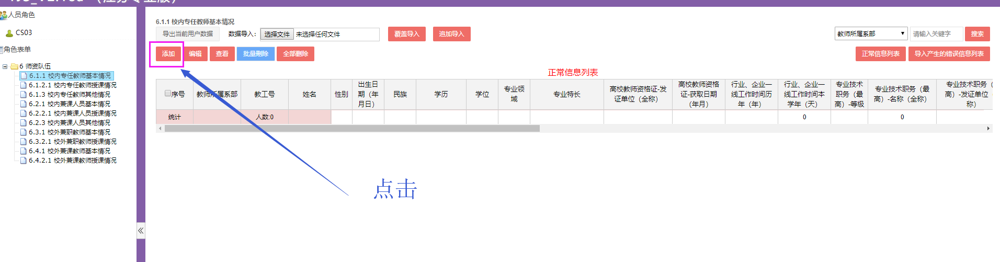 人员角色
CS03
角色表单
6 师资队伍
6.1.1 校内专任教师基本情况
6.1.2.1 校内专任教师授课情况
6.1.3 校内专任教师其他情况
6.2.1 校内兼课人员基本情况
6.2.2.1 校内兼课人员授课情况
6.2.3 校内兼课人员其他情况
6.3.1 校外兼职教师基本情况
6.3.2.1 校外兼职教师授课情况
6.4.1 校外兼课教师基本情况
6.4.2.1 校外兼课教师授课情况
6.1.1 校内专任教师基本情况
导出当前用户数据 数据导入： 选择文件 未选择任何文件 覆盖导入 追加导入 教师所属系部 请输入关键字 搜索
添加 编辑 查看 批量删除 全部删除 正常信息列表 导入产生的错误信息列表
正常信息列表
序号 教师所属系部 教工号 姓名 性别 出生日期（年月日） 民族 学历 学位 专业领域 专业特长 高校教师资格证-发证单位（全称） 高校教师资格证-获取日期（年月） 行业、企业一线工作时间历年（年） 行业、企业一线工作时间本学年（天） 专业技术职务（最高）-等级 专业技术职务（最高）-名称（全称） 专业技术职务（ 高）-发证单位 称）
统计 人数:0 0 0
点击